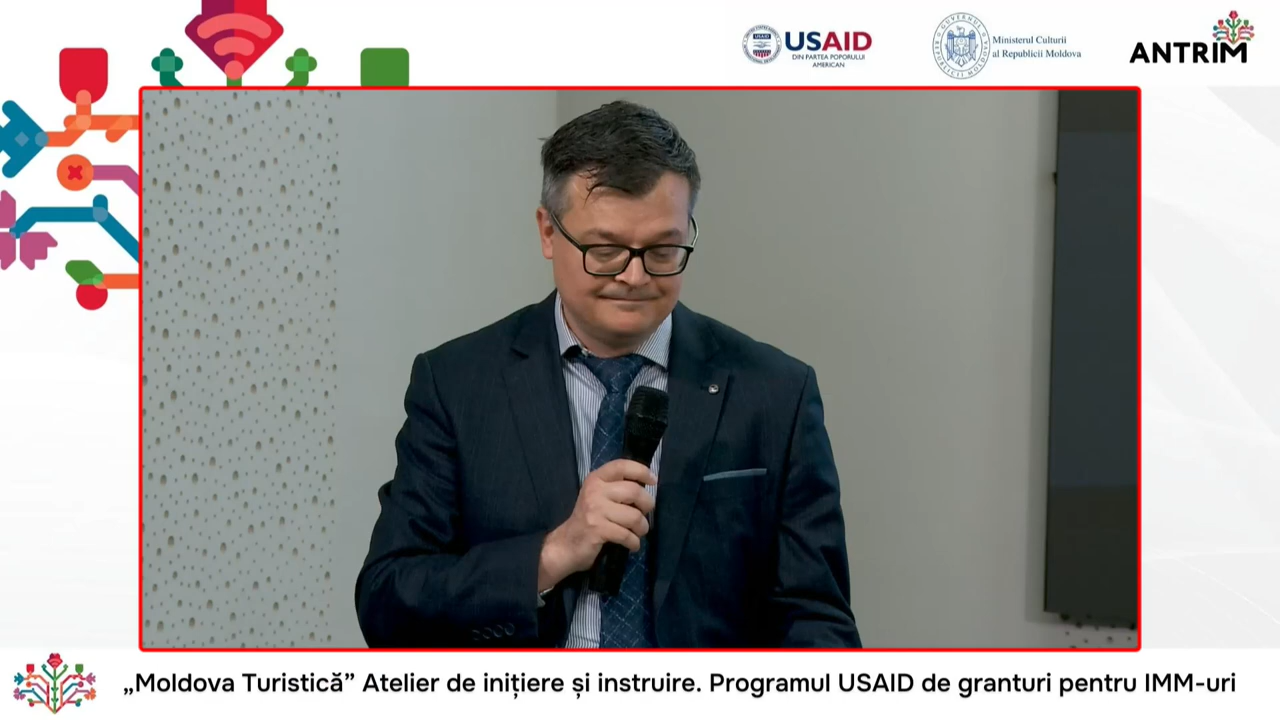 USAID
DIN PARTEA POPORULUI
AMERICAN
Ministerul Culturii
al Republicii Moldova
ANTRIM
„Moldova Turistică” Atelier de inițiere și instruire. Programul USAID de granturi pentru IMM-uri